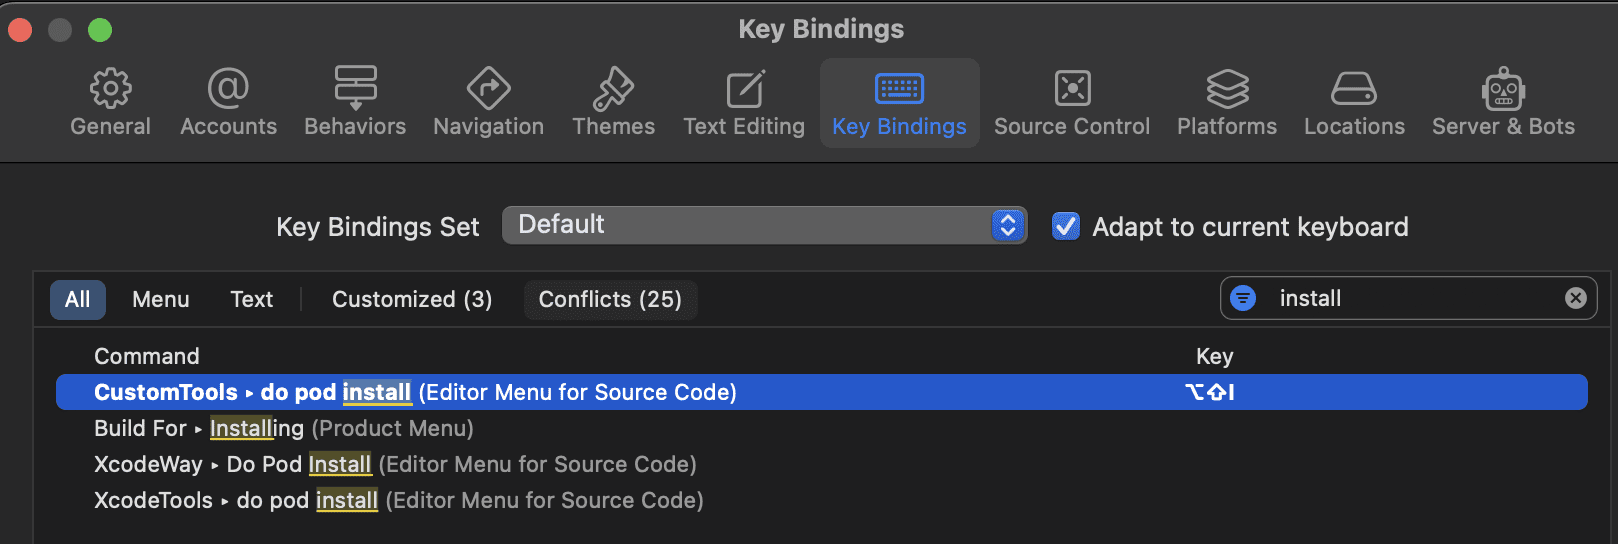 Key Bindings
General Accounts Behaviors Navigation Themes Text Editing Key Bindings Source Control Platforms Locations Server & Bots
Key Bindings Set Default Adapt to current keyboard
All Menu Text Customized (3) Conflicts (25) install
Command Key
CustomTools ▸ do pod install (Editor Menu for Source Code) ⌥⇧I
Build For ▸ Installing (Product Menu)
XcodeWay ▸ Do Pod Install (Editor Menu for Source Code)
XcodeTools ▸ do pod install (Editor Menu for Source Code)